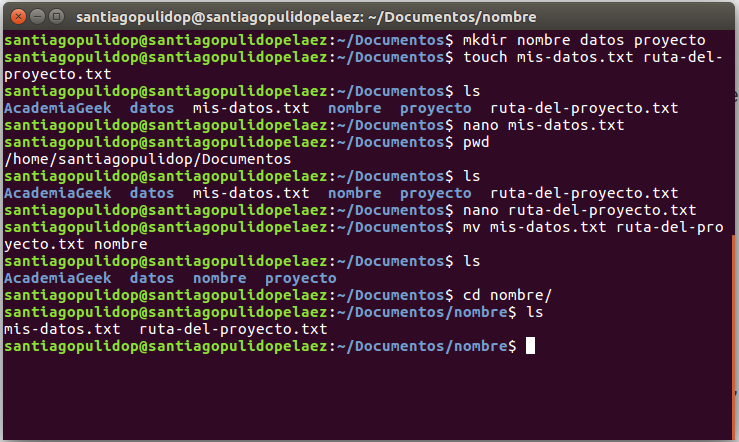 santiagopulidop@santiagopulidopelaez: ~/Documentos/nombre
santiagopulidop@santiagopulidopelaez:~/Documentos$ mkdir nombre datos proyecto
santiagopulidop@santiagopulidopelaez:~/Documentos$ touch mis-datos.txt ruta-del-
proyecto.txt
santiagopulidop@santiagopulidopelaez:~/Documentos$ ls
AcademiaGeek  datos  mis-datos.txt  nombre  proyecto  ruta-del-proyecto.txt
santiagopulidop@santiagopulidopelaez:~/Documentos$ nano mis-datos.txt
santiagopulidop@santiagopulidopelaez:~/Documentos$ pwd
/home/santiagopulidop/Documentos
santiagopulidop@santiagopulidopelaez:~/Documentos$ ls
AcademiaGeek  datos  mis-datos.txt  nombre  proyecto  ruta-del-proyecto.txt
santiagopulidop@santiagopulidopelaez:~/Documentos$ nano ruta-del-proyecto.txt
santiagopulidop@santiagopulidopelaez:~/Documentos$ mv mis-datos.txt ruta-del-pro
yecto.txt nombre
santiagopulidop@santiagopulidopelaez:~/Documentos$ ls
AcademiaGeek  datos  nombre  proyecto
santiagopulidop@santiagopulidopelaez:~/Documentos$ cd nombre/
santiagopulidop@santiagopulidopelaez:~/Documentos/nombre$ ls
mis-datos.txt  ruta-del-proyecto.txt
santiagopulidop@santiagopulidopelaez:~/Documentos/nombre$